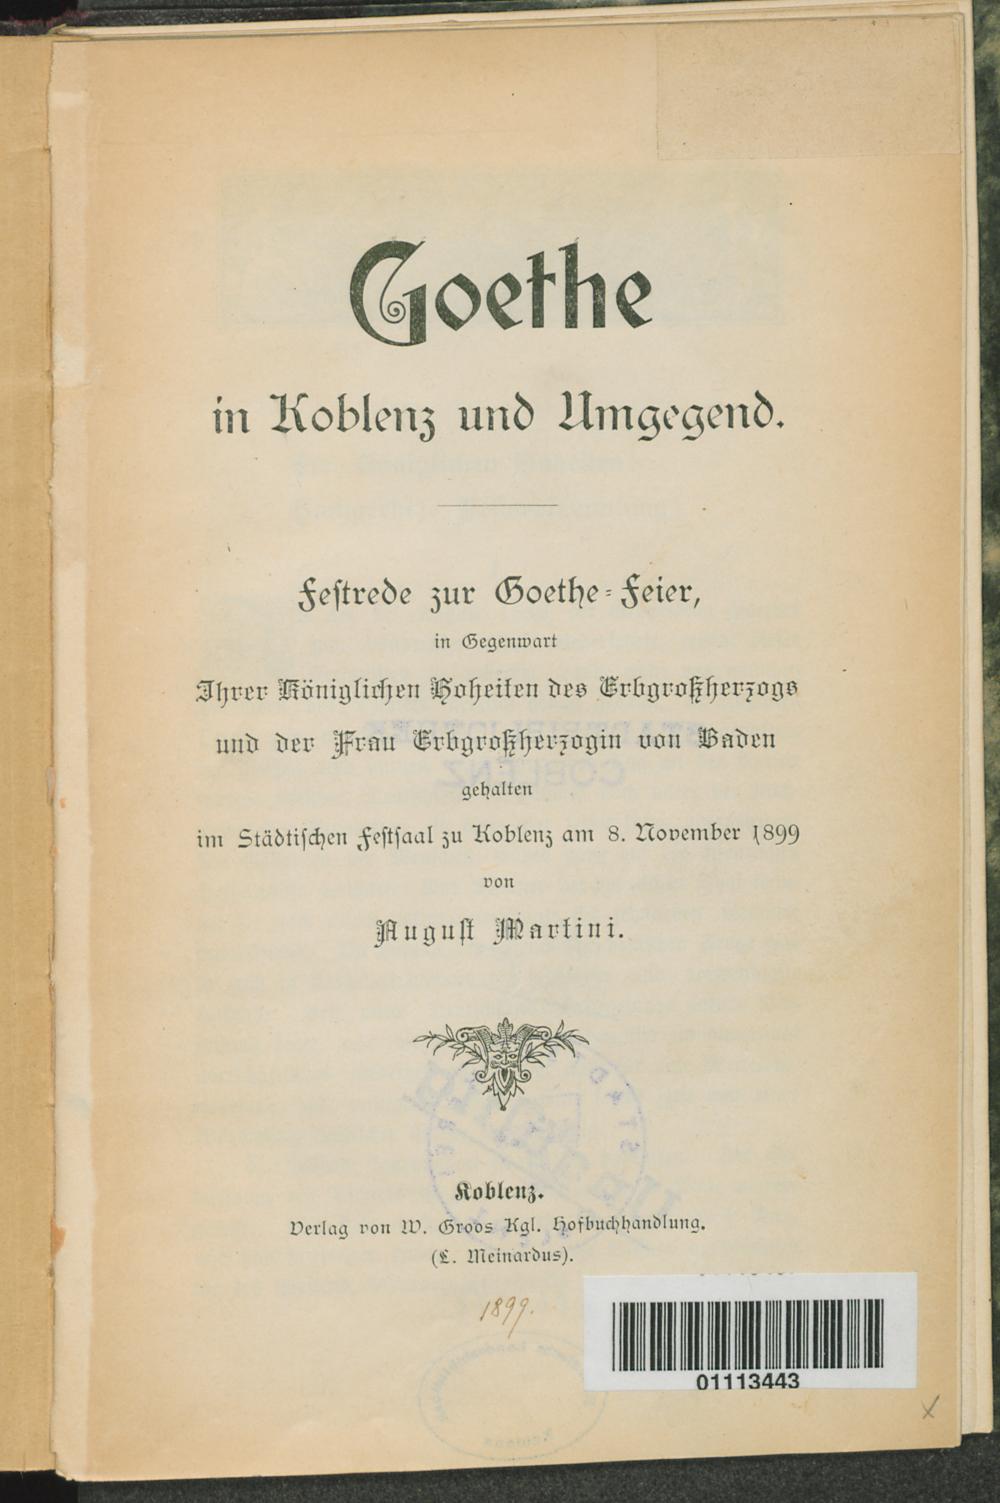 Goethe
in Koblenz und Umgegend.
Festrede zur Goethe-Feier,
in Gegenwart
Ihrer Königlichen Hoheiten des Erbgroßherzogs
und der Frau Erbgroßherzogin von Baden
gehalten
im Städtischen Festsaal zu Koblenz am 8. November 1899
von
August Martini.
Koblenz.
Verlag von W. Groos Kgl. Hofbuchhandlung.
(L. Meinardus).
1899.
01113443